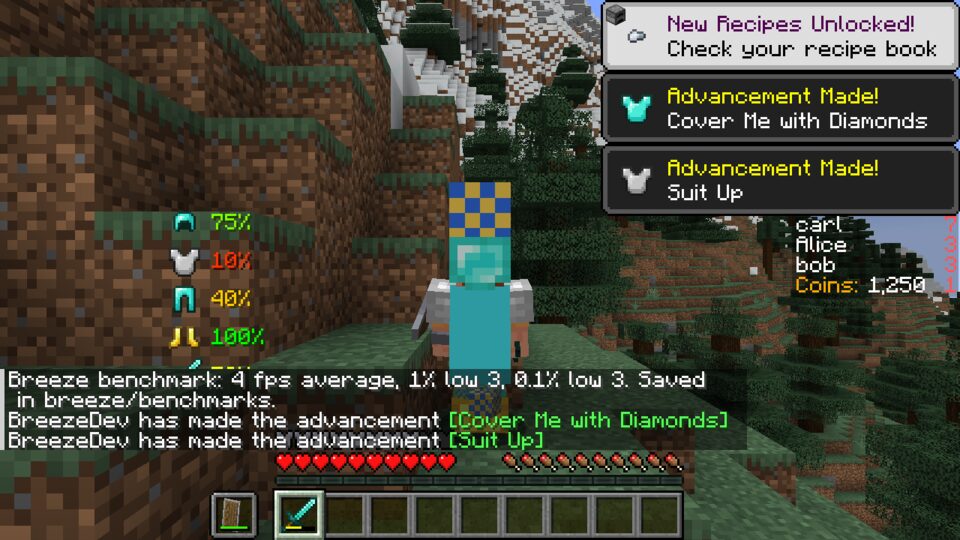 New Recipes Unlocked!
Check your recipe book
Advancement Made!
Cover Me with Diamonds
Advancement Made!
Suit Up
75%
10%
40%
100%
carl
Alice 3
bob 3
Coins: 1,250 1
Breeze benchmark: 4 fps average, 1% low 3, 0.1% low 3. Saved
in breeze/benchmarks.
BreezeDev has made the advancement [Cover Me with Diamonds]
BreezeDev has made the advancement [Suit Up]